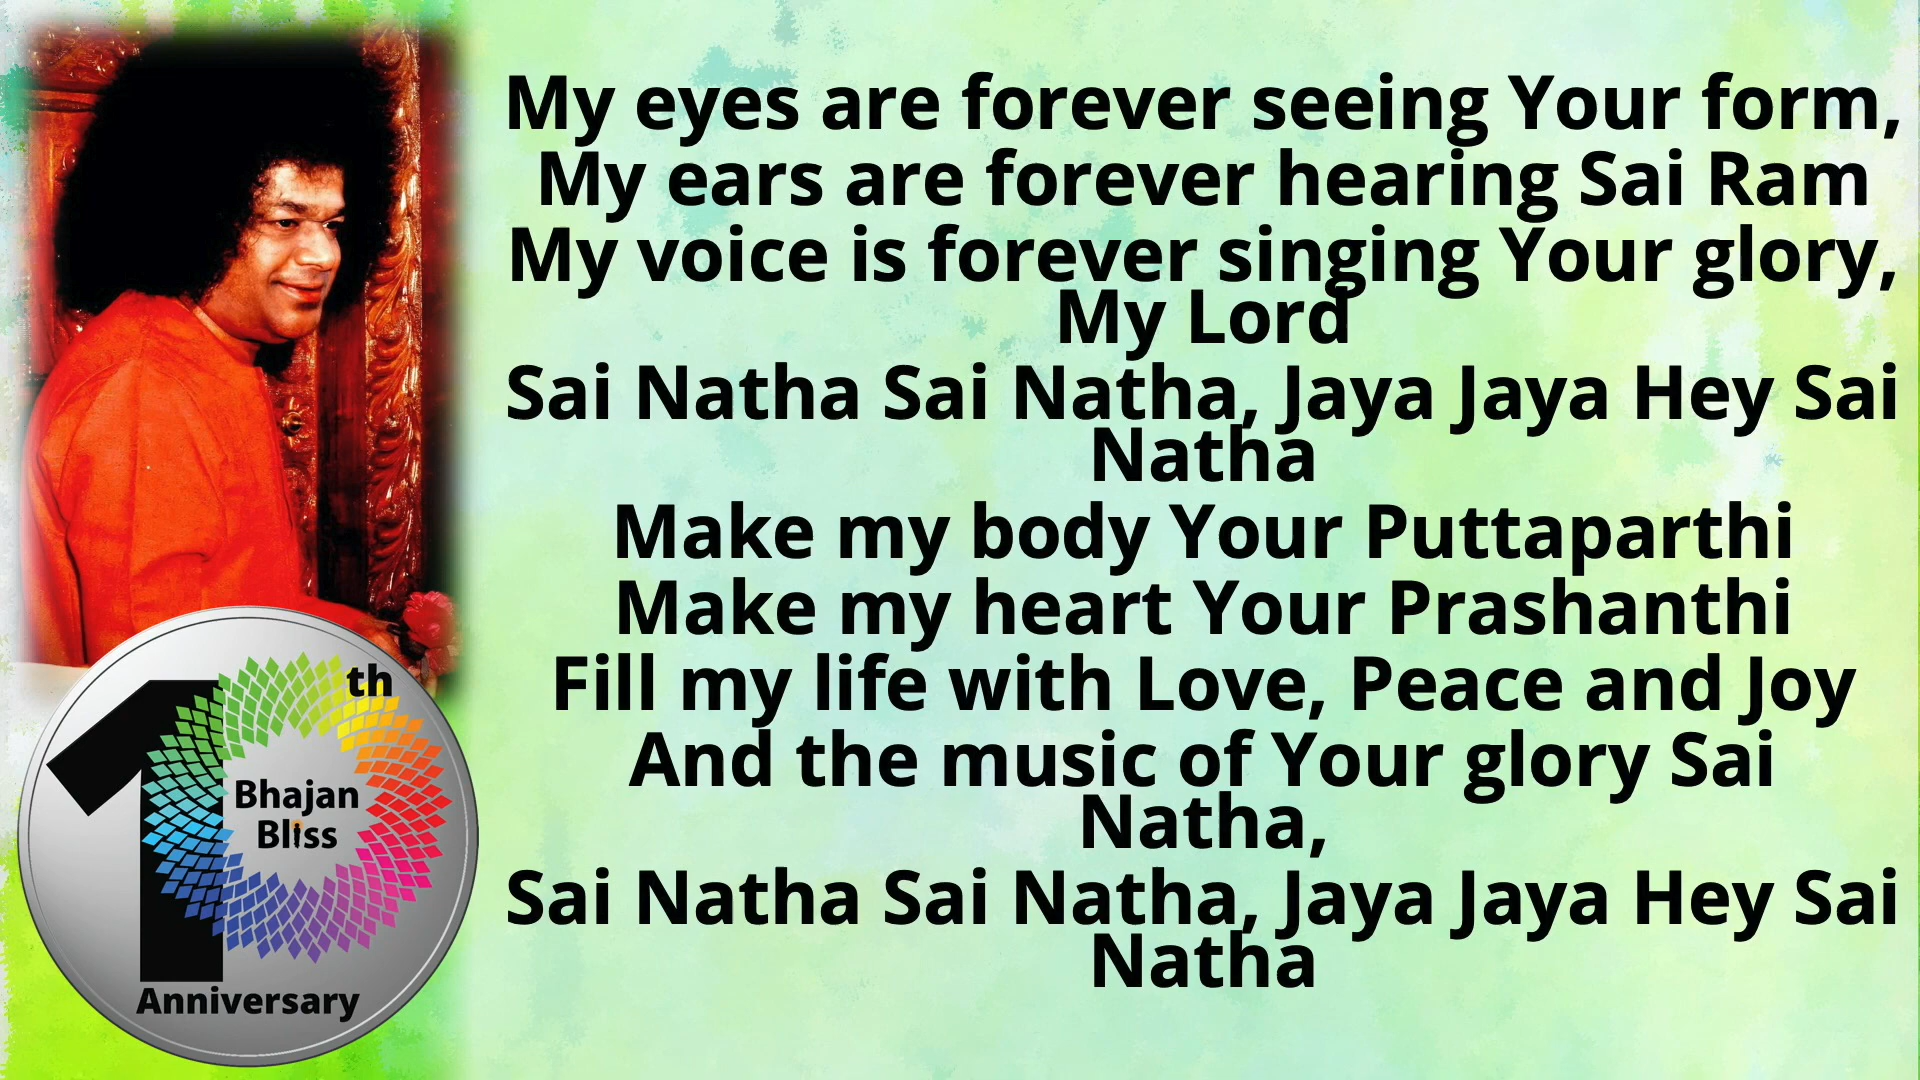 My eyes are forever seeing Your form,
My ears are forever hearing Sai Ram
My voice is forever singing Your glory,
My Lord
Sai Natha Sai Natha, Jaya Jaya Hey Sai
Natha
Make my body Your Puttaparthi
Make my heart Your Prashanthi
Fill my life with Love, Peace and Joy
And the music of Your glory Sai
Natha,
Sai Natha Sai Natha, Jaya Jaya Hey Sai
Natha
10th
Bhajan
Bliss
Anniversary